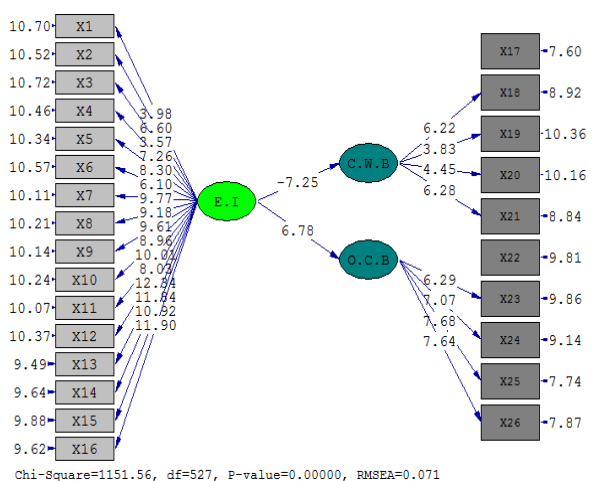 10.70 X1
10.52 X2
10.72 X3
10.46 X4
10.34 X5
10.57 X6
10.11 X7
10.21 X8
10.14 X9
10.24 X10
10.07 X11
10.37 X12
9.49 X13
9.64 X14
9.88 X15
9.62 X16
3.98
6.60
3.57
7.26
8.30
6.10
9.77
9.18
9.61
8.96
10.01
8.03
12.84
11.84
10.92
11.90
E.I
-7.25
6.78
C.W.B
O.C.B
6.22
3.83
4.45
6.28
6.29
7.07
7.68
7.64
X17 7.60
X18 8.92
X19 10.36
X20 10.16
X21 8.84
X22 9.81
X23 9.86
X24 9.14
X25 7.74
X26 7.87
Chi-Square=1151.56, df=527, P-value=0.00000, RMSEA=0.071